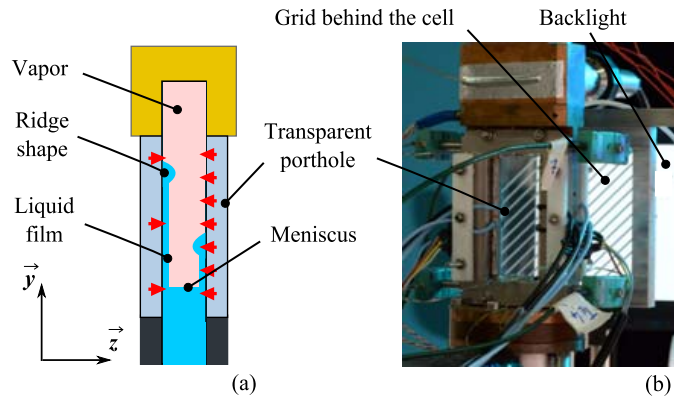 Grid behind the cell
Backlight
Vapor
Ridge
shape
Transparent
porthole
Liquid
film
Meniscus
y
z
(a)
(b)